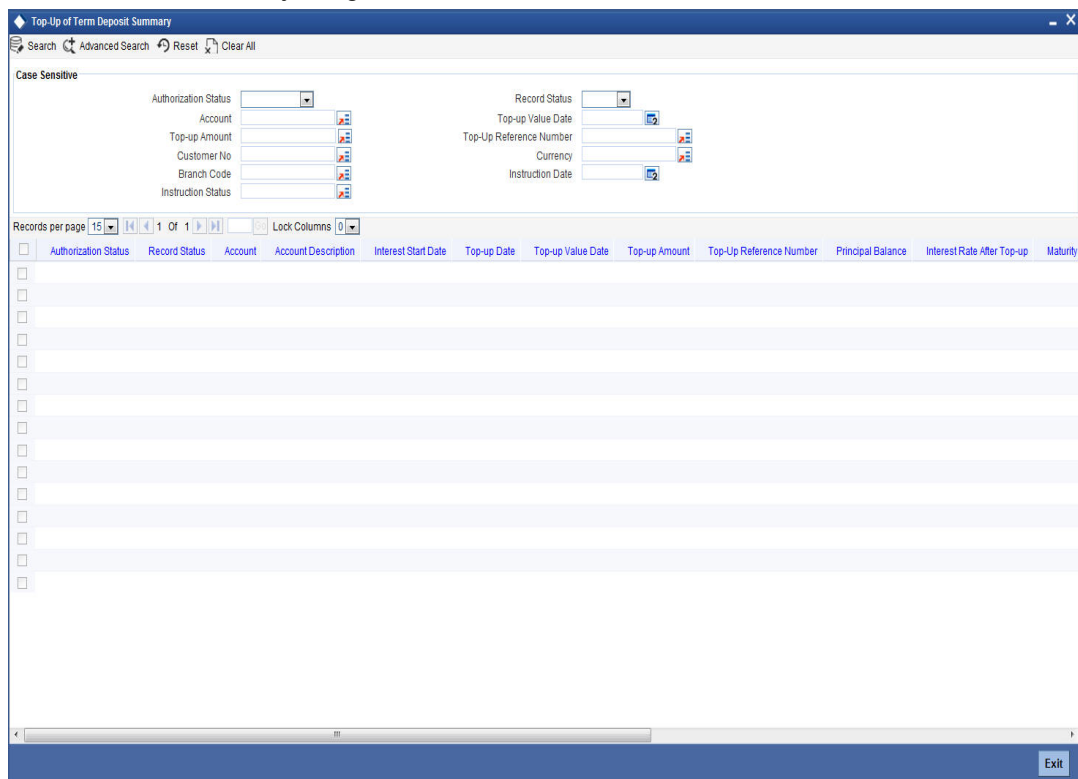 Top-Up of Term Deposit Summary
Search Advanced Search Reset Clear All
Case Sensitive
Authorization Status Record Status
Account Top-up Value Date
Top-up Amount Top-Up Reference Number
Customer No Currency
Branch Code Instruction Date
Instruction Status
Records per page 15 1 Of 1 Go Lock Columns 0
Authorization Status Record Status Account Account Description Interest Start Date Top-up Date Top-up Value Date Top-up Amount Top-Up Reference Number Principal Balance Interest Rate After Top-up Maturity
Exit